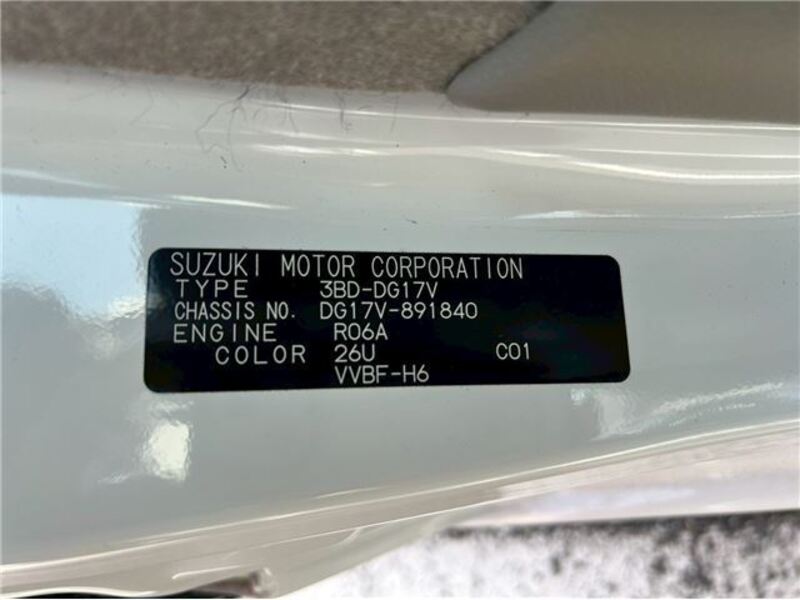 SUZUKI MOTOR CORPORATION
TYPE 3BD-DG17V
CHASSIS NO. DG17V-891840
ENGINE R06A
COLOR 26U C01
VVBF-H6